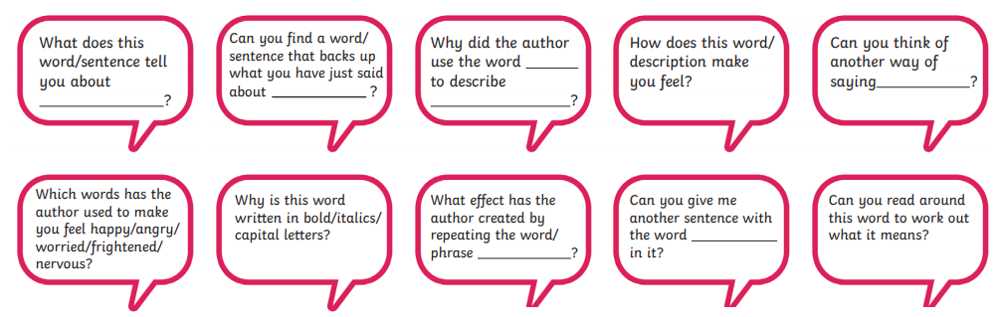 What does this
word/sentence tell
you about
______________?
Can you find a word/
sentence that backs up
what you have just said
about ___________ ?
Why did the author
use the word ______
to describe
________________?
How does this word/
description make
you feel?
Can you think of
another way of
saying___________?
Which words has the
author used to make
you feel happy/angry/
worried/frightened/
nervous?
Why is this word
written in bold/italics/
capital letters?
What effect has the
author created by
repeating the word/
phrase ___________?
Can you give me
another sentence with
the word __________
in it?
Can you read around
this word to work out
what it means?